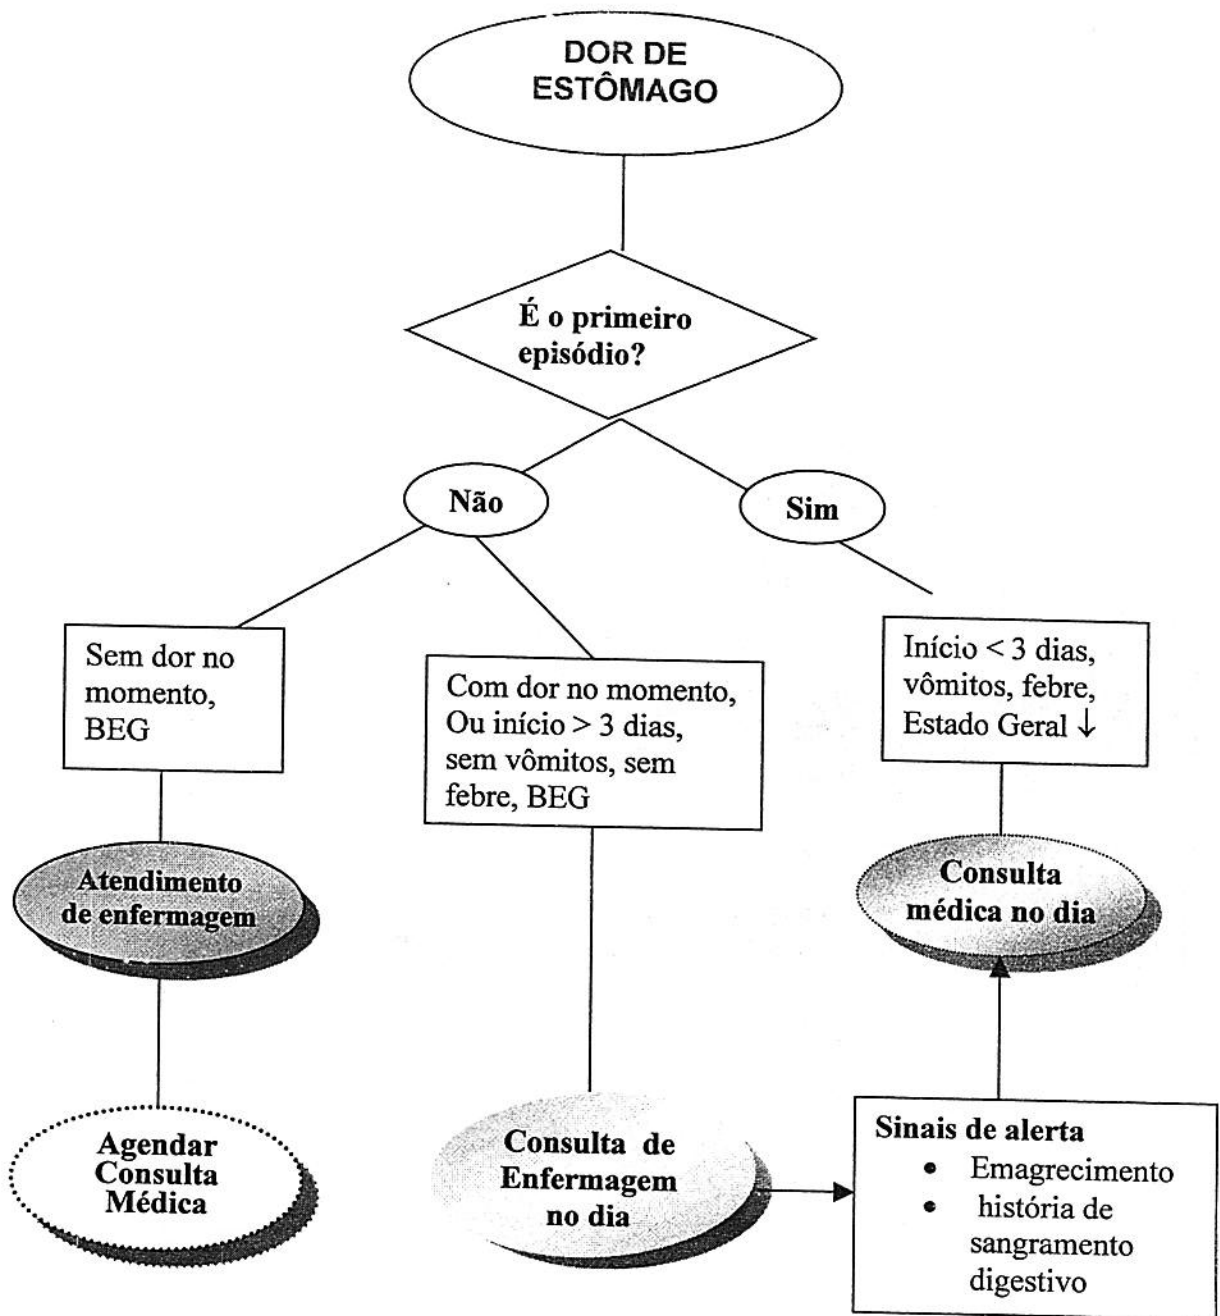 DOR DE
ESTÔMAGO
É o primeiro
episódio?
Não
Sim
Sem dor no
momento,
BEG
Com dor no momento,
Ou início > 3 dias,
sem vômitos, sem
febre, BEG
Início < 3 dias,
vômitos, febre,
Estado Geral ↓
Atendimento
de enfermagem
Consulta
médica no dia
Agendar
Consulta
Médica
Consulta de
Enfermagem
no dia
Sinais de alerta
• Emagrecimento
• história de
sangramento
digestivo